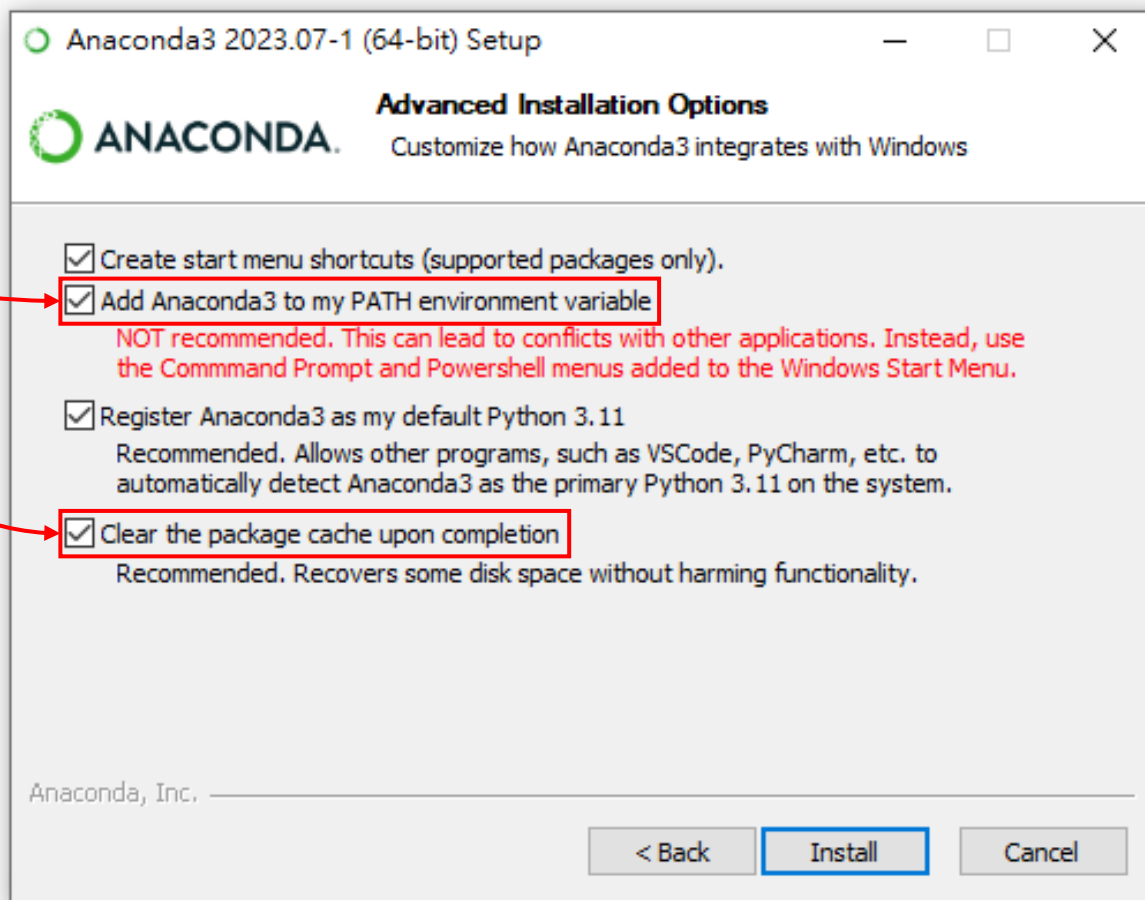 Anaconda3 2023.07-1 (64-bit) Setup
ANACONDA.
Advanced Installation Options
Customize how Anaconda3 integrates with Windows
Create start menu shortcuts (supported packages only).
Add Anaconda3 to my PATH environment variable
NOT recommended. This can lead to conflicts with other applications. Instead, use
the Commmand Prompt and Powershell menus added to the Windows Start Menu.
Register Anaconda3 as my default Python 3.11
Recommended. Allows other programs, such as VSCode, PyCharm, etc. to
automatically detect Anaconda3 as the primary Python 3.11 on the system.
Clear the package cache upon completion
Recommended. Recovers some disk space without harming functionality.
Anaconda, Inc.
< Back
Install
Cancel